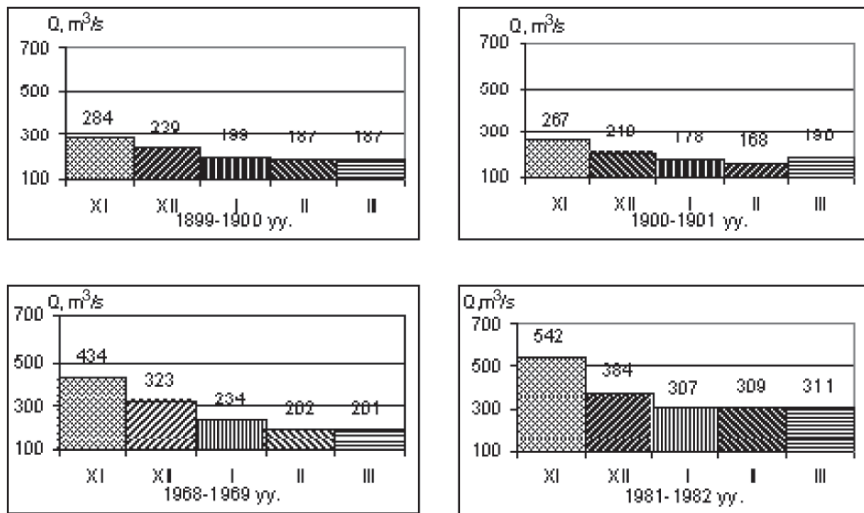 Q, m³/s
700
500
300
100
284 239 199 187 187
XI XII I II III
1899-1900 yy.
Q, m³/s
700
500
300
100
267 219 178 168 190
XI XII I II III
1900-1901 yy.
Q, m³/s
700
500
300
100
434 323 234 202 201
XI XII I II III
1968-1969 yy.
Q,m³/s
700
500
300
100
542 384 307 309 311
XI XII I II III
1981-1982 yy.